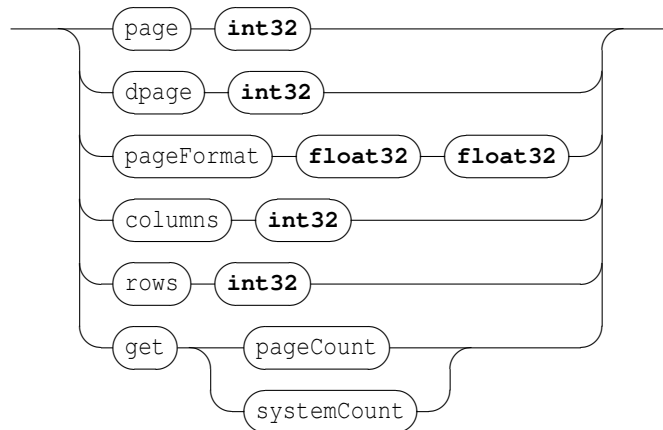 page int32
dpage int32
pageFormat float32 float32
columns int32
rows int32
get pageCount
systemCount